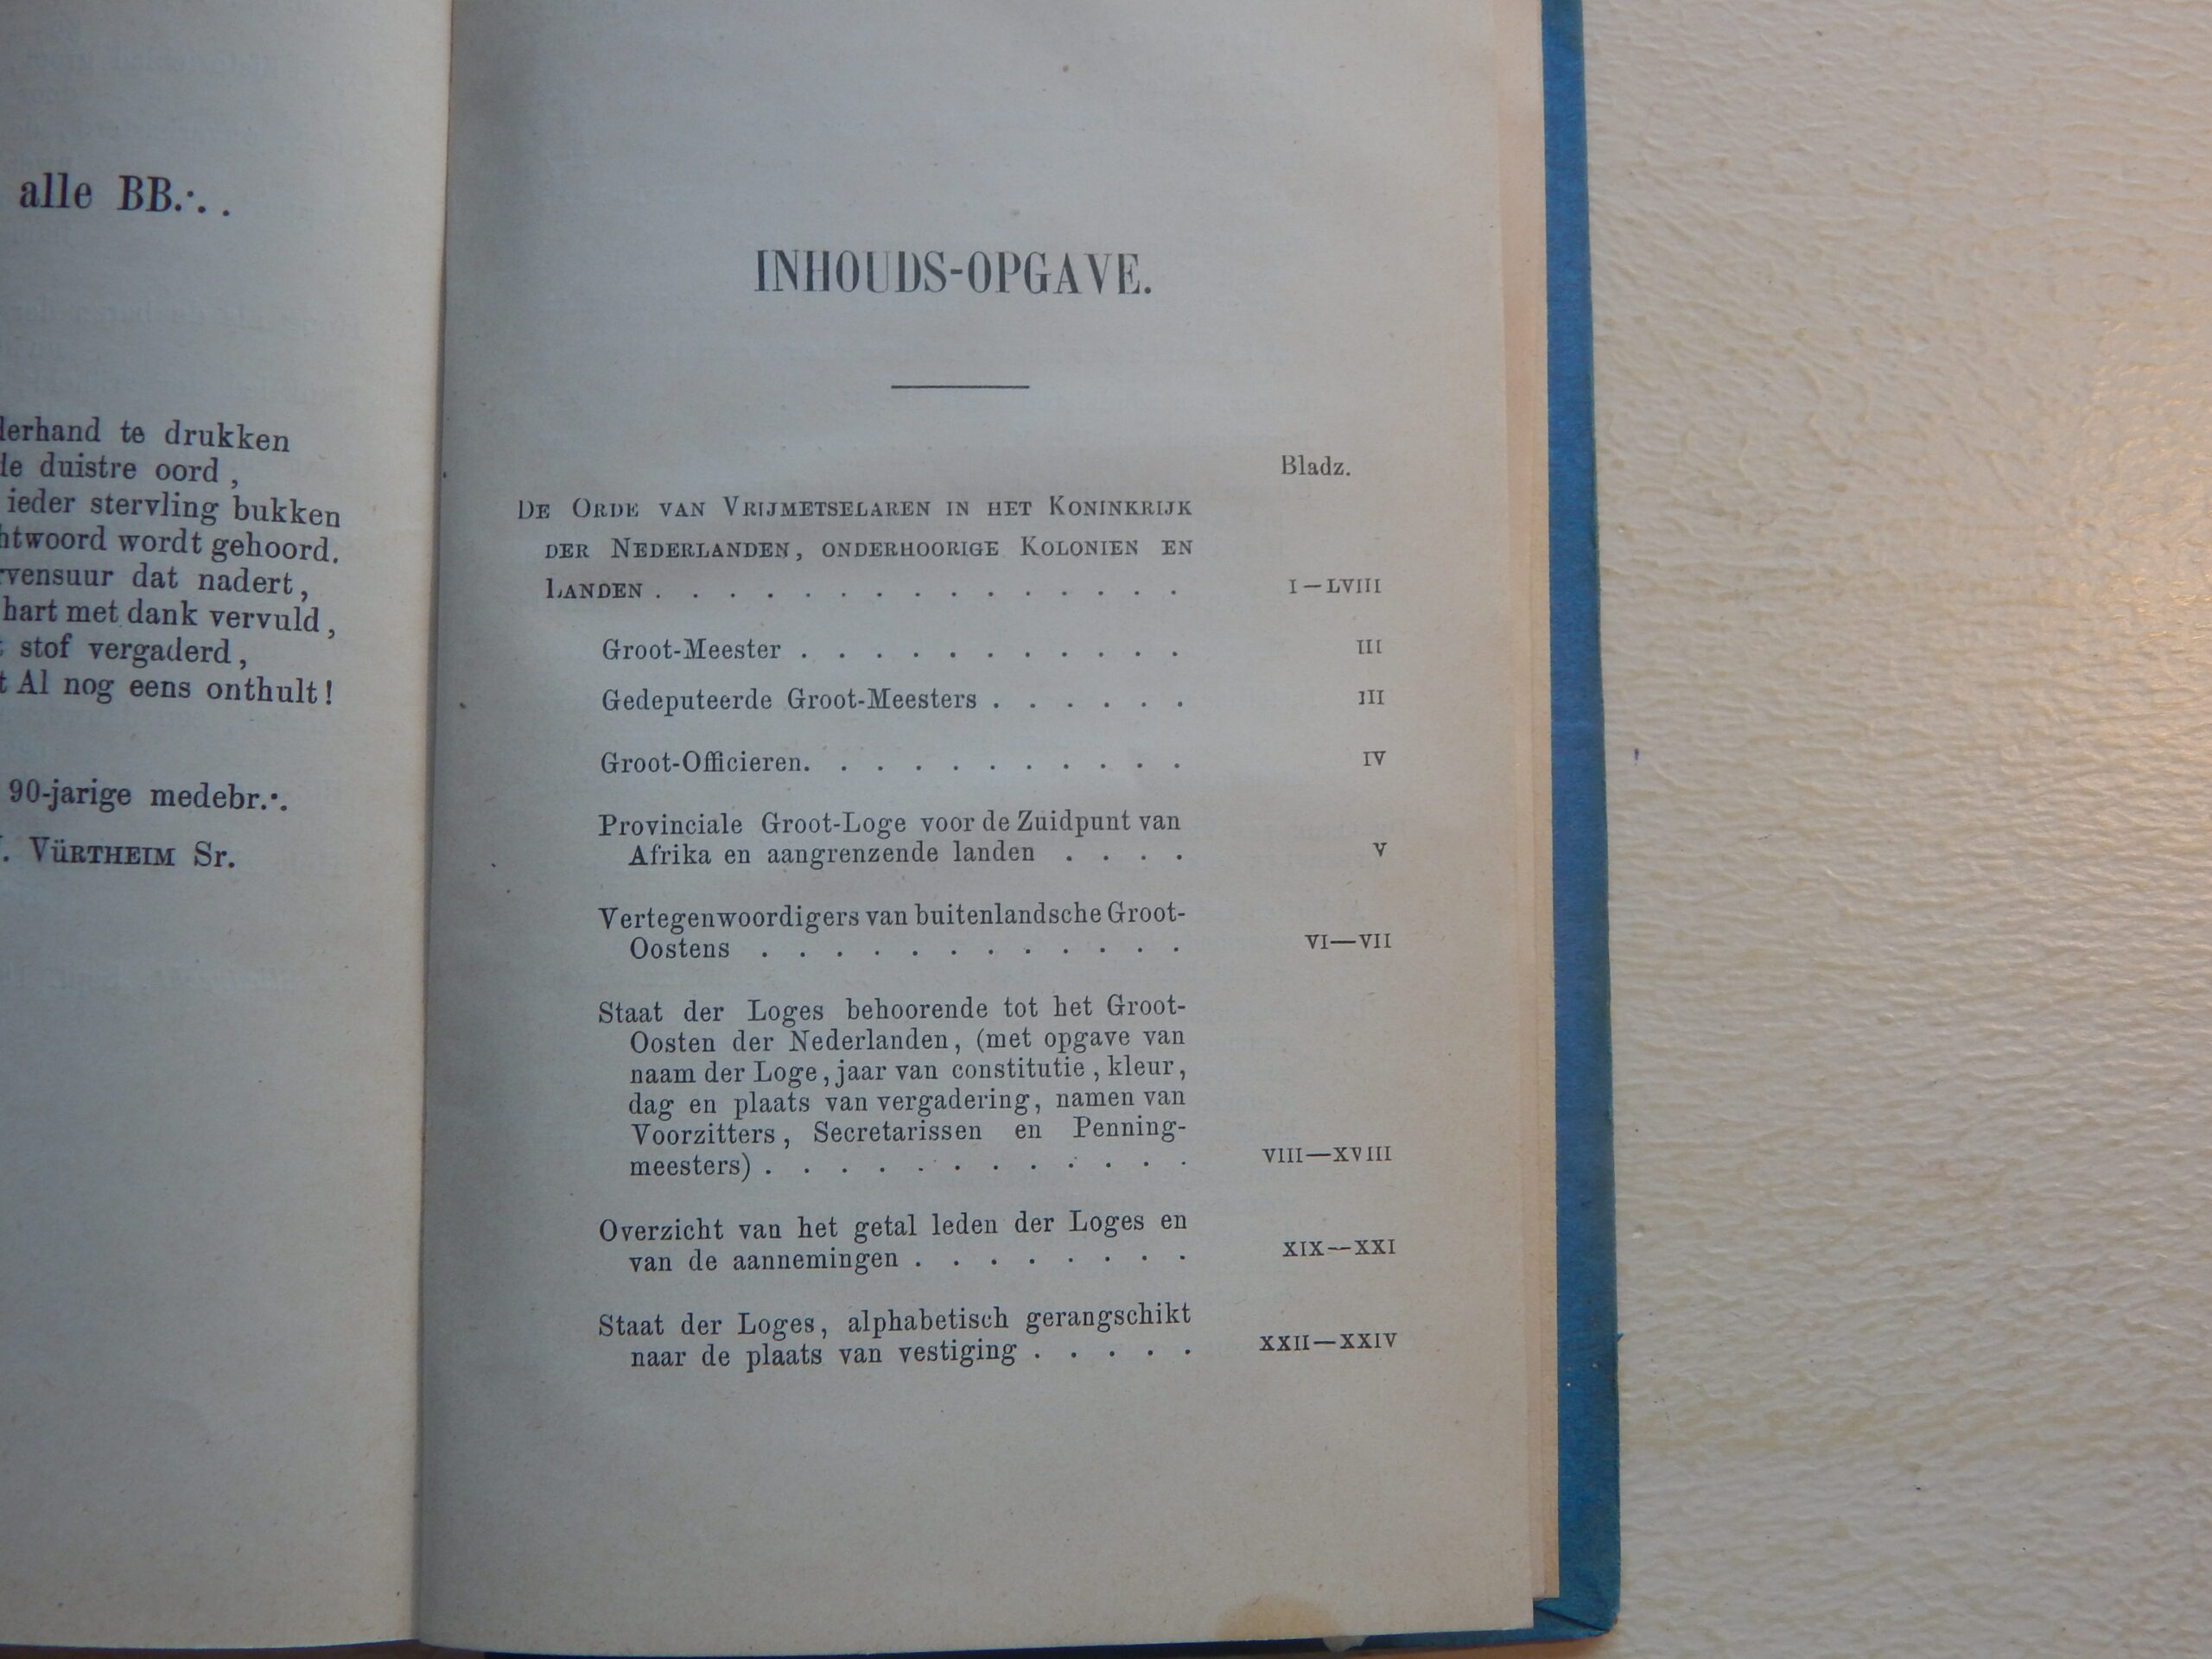 alle BB.∴.
derhand te drukken
duistre oord,
ieder stervling bukken
wordt gehoord.
dat nadert,
hart met dank vervuld,
stof vergaderd,
Al nog eens onthult!
90-jarige medebr.∴
VÜRTHEIM Sr.
INHOUDS-OPGAVE.
Bladz.
DE ORDE VAN VRIJMETSELAREN IN HET KONINKRIJK
DER NEDERLANDEN, ONDERHOORIGE KOLONIEN EN
LANDEN . . . . . . . . . . . . . . . I—LVIII
Groot-Meester . . . . . . . . . . . III
Gedeputeerde Groot-Meesters . . . . . . III
Groot-Officieren. . . . . . . . . . . IV
Provinciale Groot-Loge voor de Zuidpunt van
Afrika en aangrenzende landen . . . . V
Vertegenwoordigers van buitenlandsche Groot-
Oostens . . . . . . . . . . . . VI—VII
Staat der Loges behoorende tot het Groot-
Oosten der Nederlanden, (met opgave van
naam der Loge, jaar van constitutie, kleur,
dag en plaats van vergadering, namen van
Voorzitters, Secretarissen en Penning-
meesters) . . . . . . . . . . . . VIII—XVIII
Overzicht van het getal leden der Loges en
van de aannemingen . . . . . . . . XIX—XXI
Staat der Loges, alphabetisch gerangschikt
naar de plaats van vestiging . . . . . XXII—XXIV